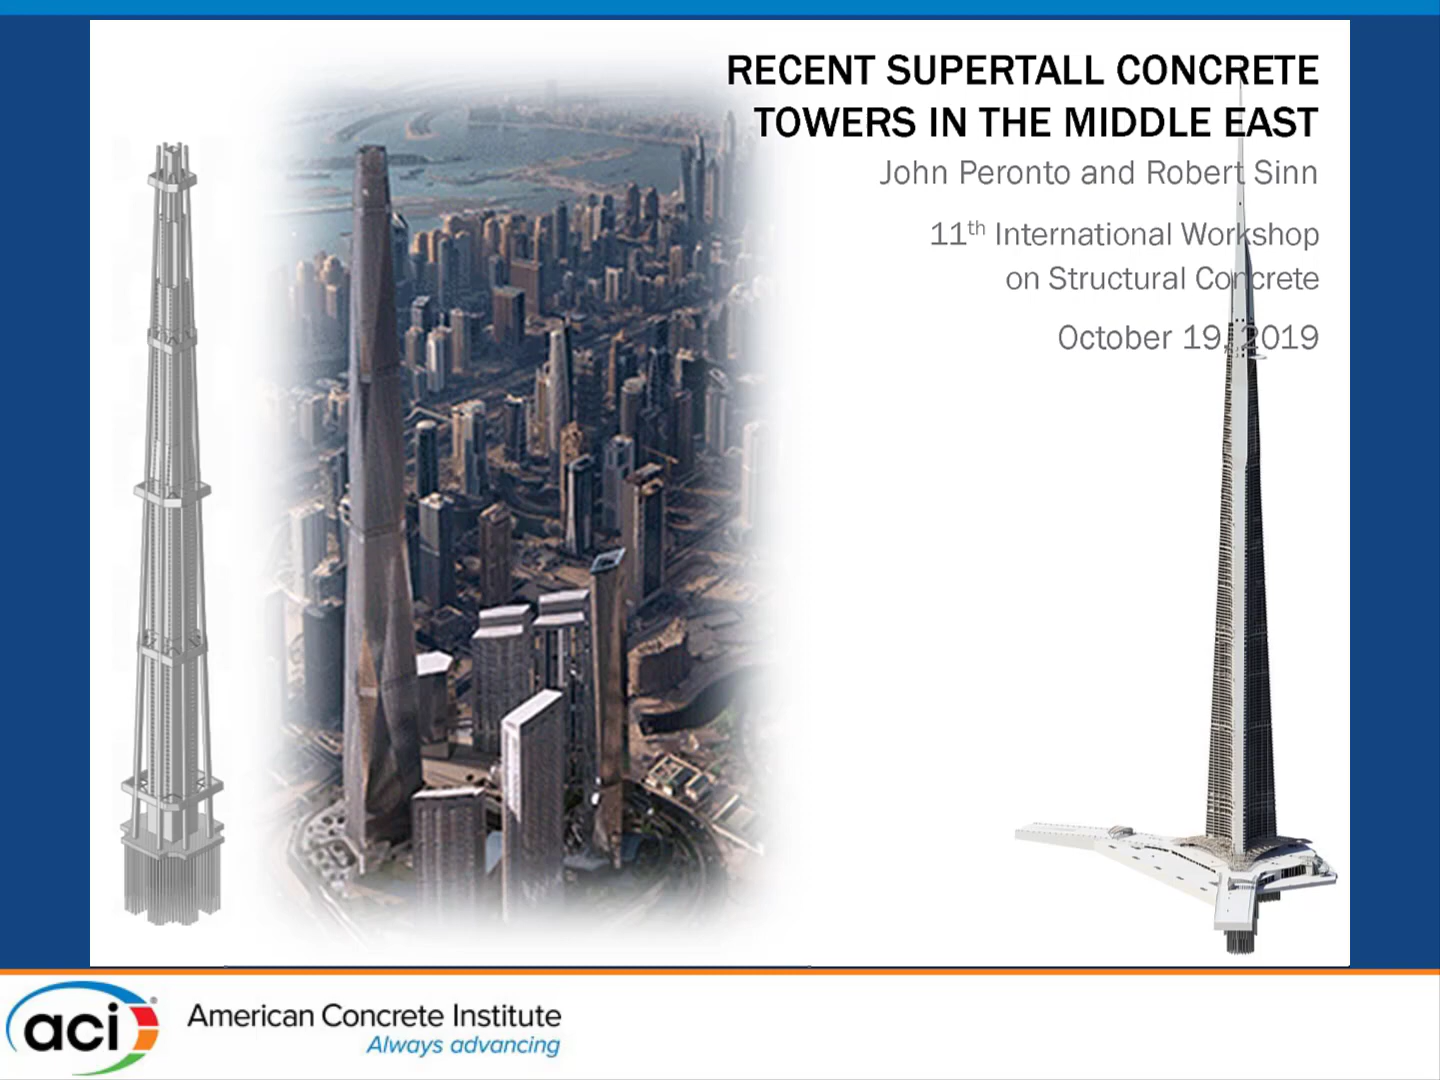 RECENT SUPERTALL CONCRETE
TOWERS IN THE MIDDLE EAST
John Peronto and Robert Sinn
11th International Workshop
on Structural Concrete
October 19, 2019
aci®
American Concrete Institute
Always advancing